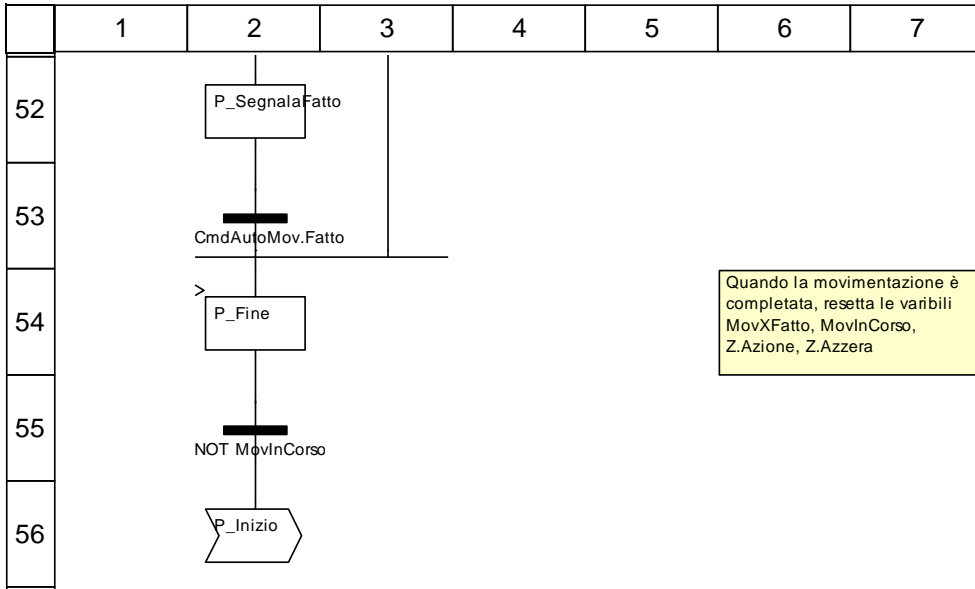 1 2 3 4 5 6 7
52
P_SegnalaFatto
53
CmdAutoMov.Fatto
54
>
P_Fine
Quando la movimentazione è
completata, resetta le varibili
MovXFatto, MovInCorso,
Z.Azione, Z.Azzera
55
NOT MovInCorso
56
P_Inizio